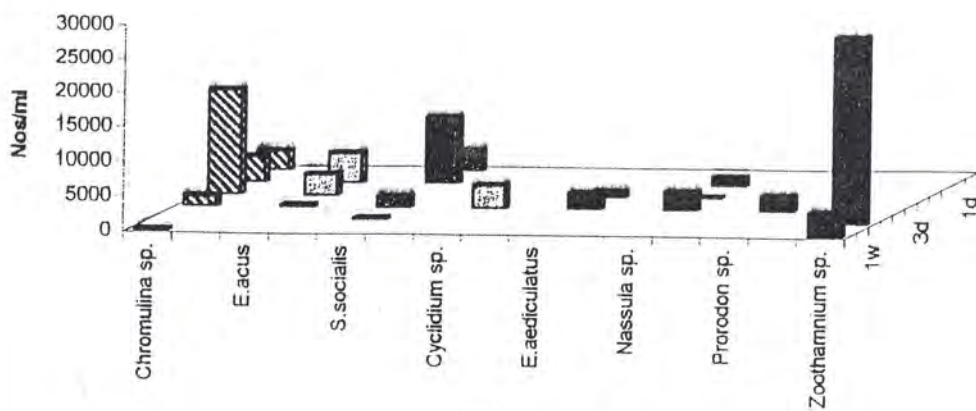 30000
25000
20000
15000
10000
5000
0
Nos/ml
Chromulina sp.
E.acus
S.socialis
Cyclidium sp.
E.aediculatus
Nassula sp.
Prorodon sp.
Zoothamnium sp.
1w
3d
1d